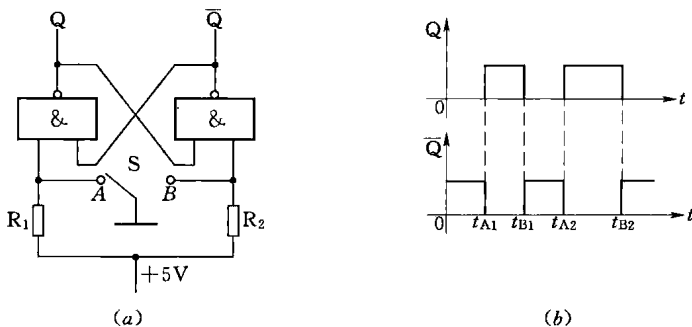 Q
Q̅
&
&
S
A
B
R₁
R₂
+5V
(a)
Q
0
t
Q̅
0
t_A1
t_B1
t_A2
t_B2
t
(b)